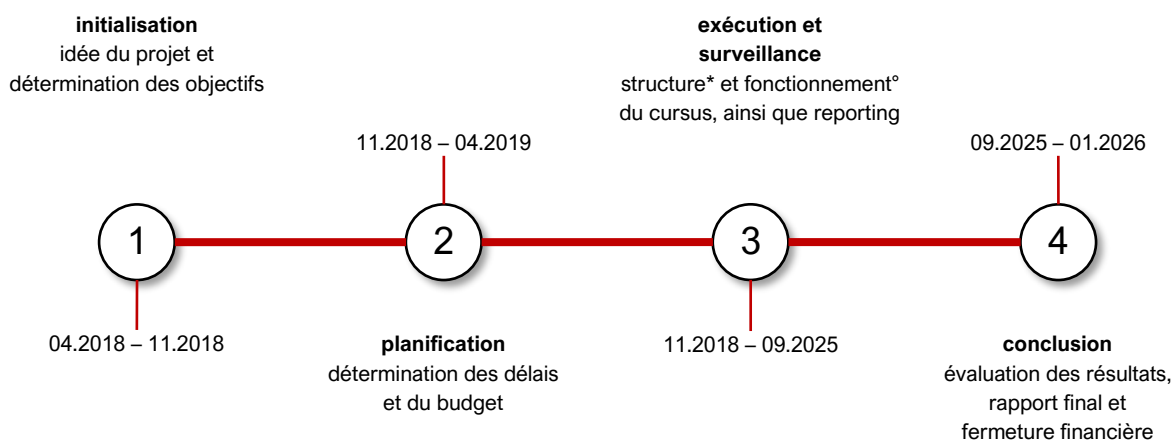 initialisation
idée du projet et
détermination des objectifs
exécution et
surveillance
structure* et fonctionnement°
du cursus, ainsi que reporting
11.2018 – 04.2019
09.2025 – 01.2026
1
2
3
4
04.2018 – 11.2018
planification
détermination des délais
et du budget
11.2018 – 09.2025
conclusion
évaluation des résultats,
rapport final et
fermeture financière